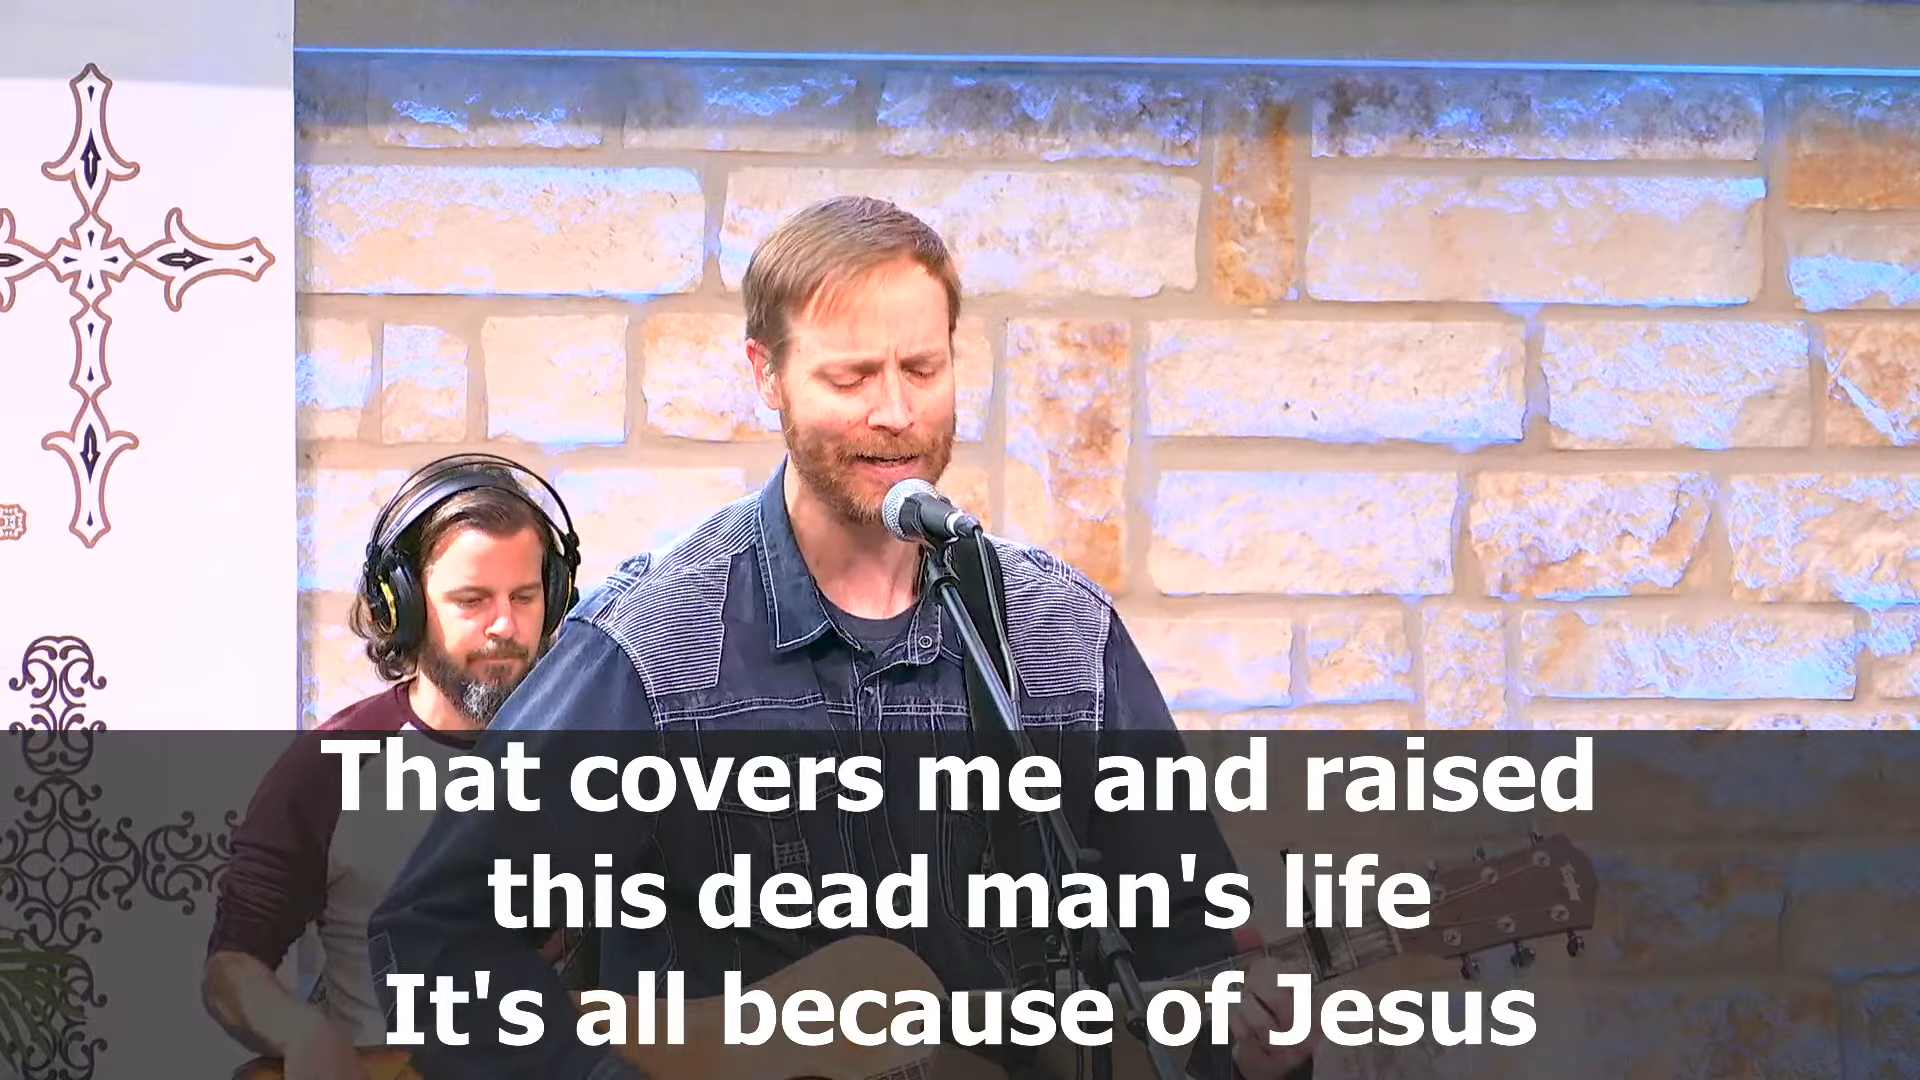 That covers me and raised
this dead man's life
It's all because of Jesus